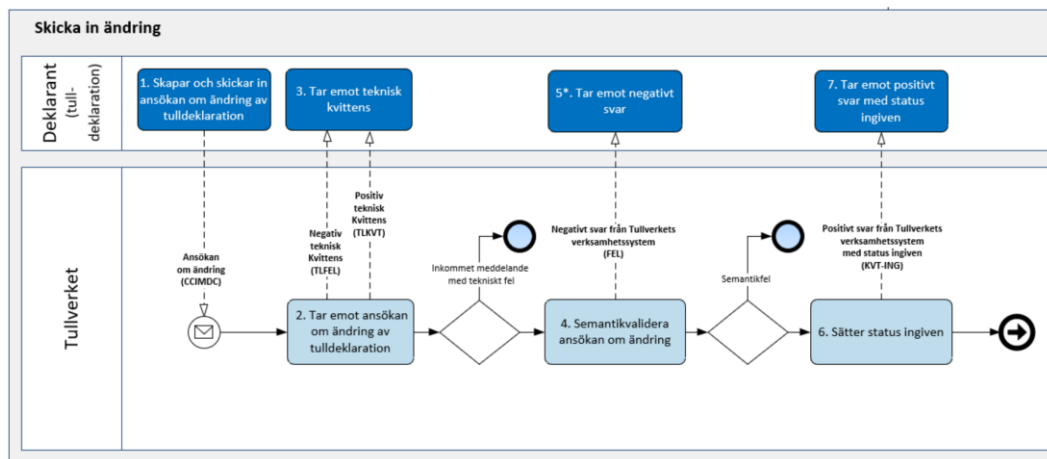 Skicka in ändring
Deklarant
(tull-
deklaration)
1. Skapar och skickar in
ansökan om ändring av
tulldeklaration
3. Tar emot teknisk
kvittens
5*. Tar emot negativt
svar
7. Tar emot positivt
svar med status
ingiven
Tullverket
Ansökan
om ändring
(CCIMDC)
Negativ
teknisk
Kvittens
(TLFEL)
Positiv
teknisk
Kvittens
(TLKVT)
Inkommet meddelande
med tekniskt fel
Negativt svar från Tullverkets
verksamhetssystem
(FEL)
Semantikfel
Positivt svar från Tullverkets
verksamhetssystem
med status ingiven
(KVT-ING)
2. Tar emot ansökan
om ändring av
tulldeklaration
4. Semantikvalidera
ansökan om ändring
6. Sätter status ingiven